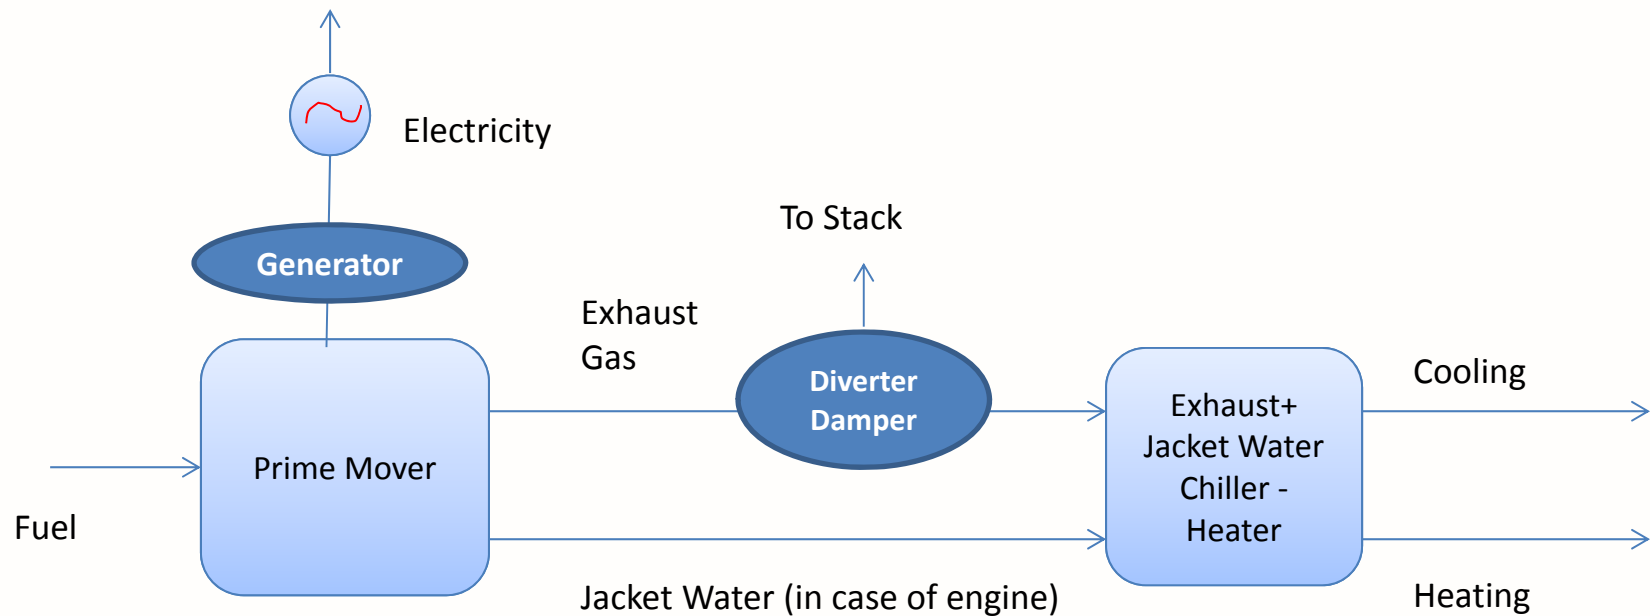 Electricity
To Stack
Generator
Exhaust
Gas
Diverter
Damper
Cooling
Exhaust+
Jacket Water
Chiller -
Heater
Prime Mover
Fuel
Jacket Water (in case of engine)
Heating